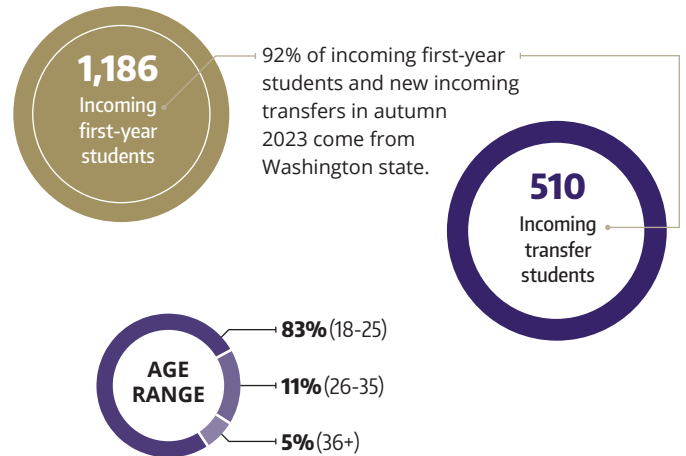 1,186
Incoming
first-year
students
92% of incoming first-year
students and new incoming
transfers in autumn
2023 come from
Washington state.
510
Incoming
transfer
students
AGE
RANGE
83% (18-25)
11% (26-35)
5% (36+)